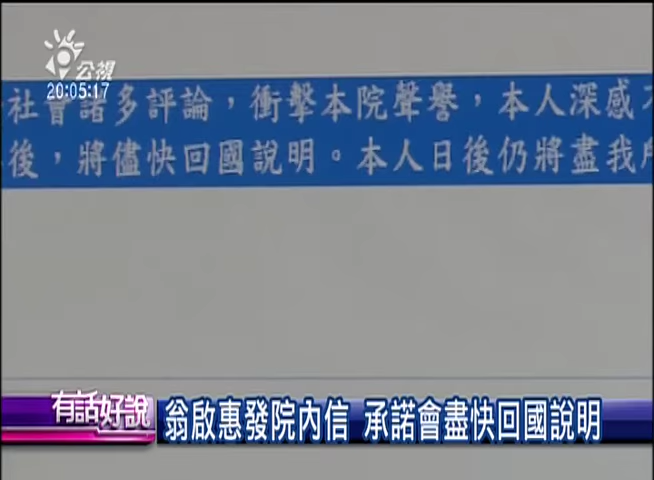 公視
20:05:17
社會諸多評論，衝擊本院聲譽，本人深感
後，將儘快回國說明。本人日後仍將盡我所
有話好說
翁啟惠發院內信 承諾會盡快回國說明